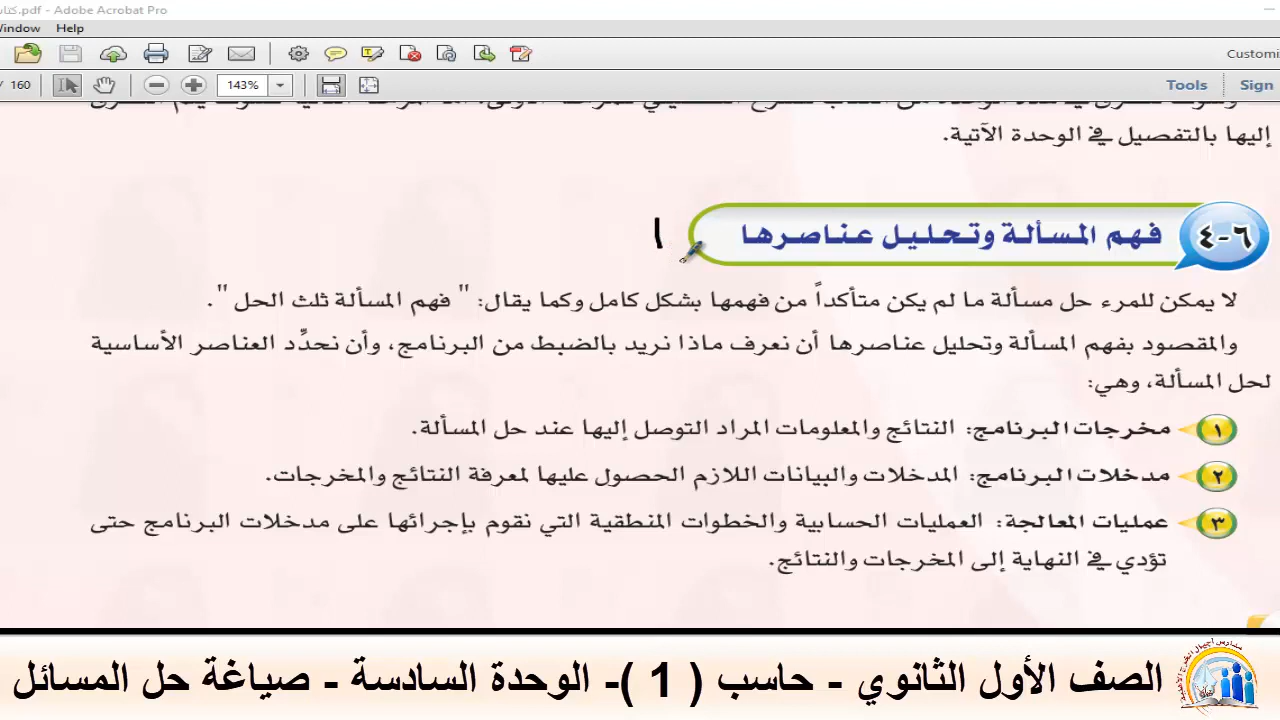 كتاب.pdf - Adobe Acrobat Pro
Window Help
Customi
/ 160 143% Tools Sign
إليها بالتفصيل في الوحدة الآتية.
٦-٤ فهم المسألة وتحليل عناصرها ا
لا يمكن للمرء حل مسألة ما لم يكن متأكداً من فهمها بشكل كامل وكما يقال: " فهم المسألة ثلث الحل ".
والمقصود بفهم المسألة وتحليل عناصرها أن نعرف ماذا نريد بالضبط من البرنامج، وأن نحدِّد العناصر الأساسية
لحل المسألة، وهي:
١ مخرجات البرنامج: النتائج والمعلومات المراد التوصل إليها عند حل المسألة.
٢ مدخلات البرنامج: المدخلات والبيانات اللازم الحصول عليها لمعرفة النتائج والمخرجات.
٣ عمليات المعالجة: العمليات الحسابية والخطوات المنطقية التي نقوم بإجرائها على مدخلات البرنامج حتى
تؤدي في النهاية إلى المخرجات والنتائج.
الصف الأول الثانوي - حاسب ( 1 )- الوحدة السادسة - صياغة حل المسائل